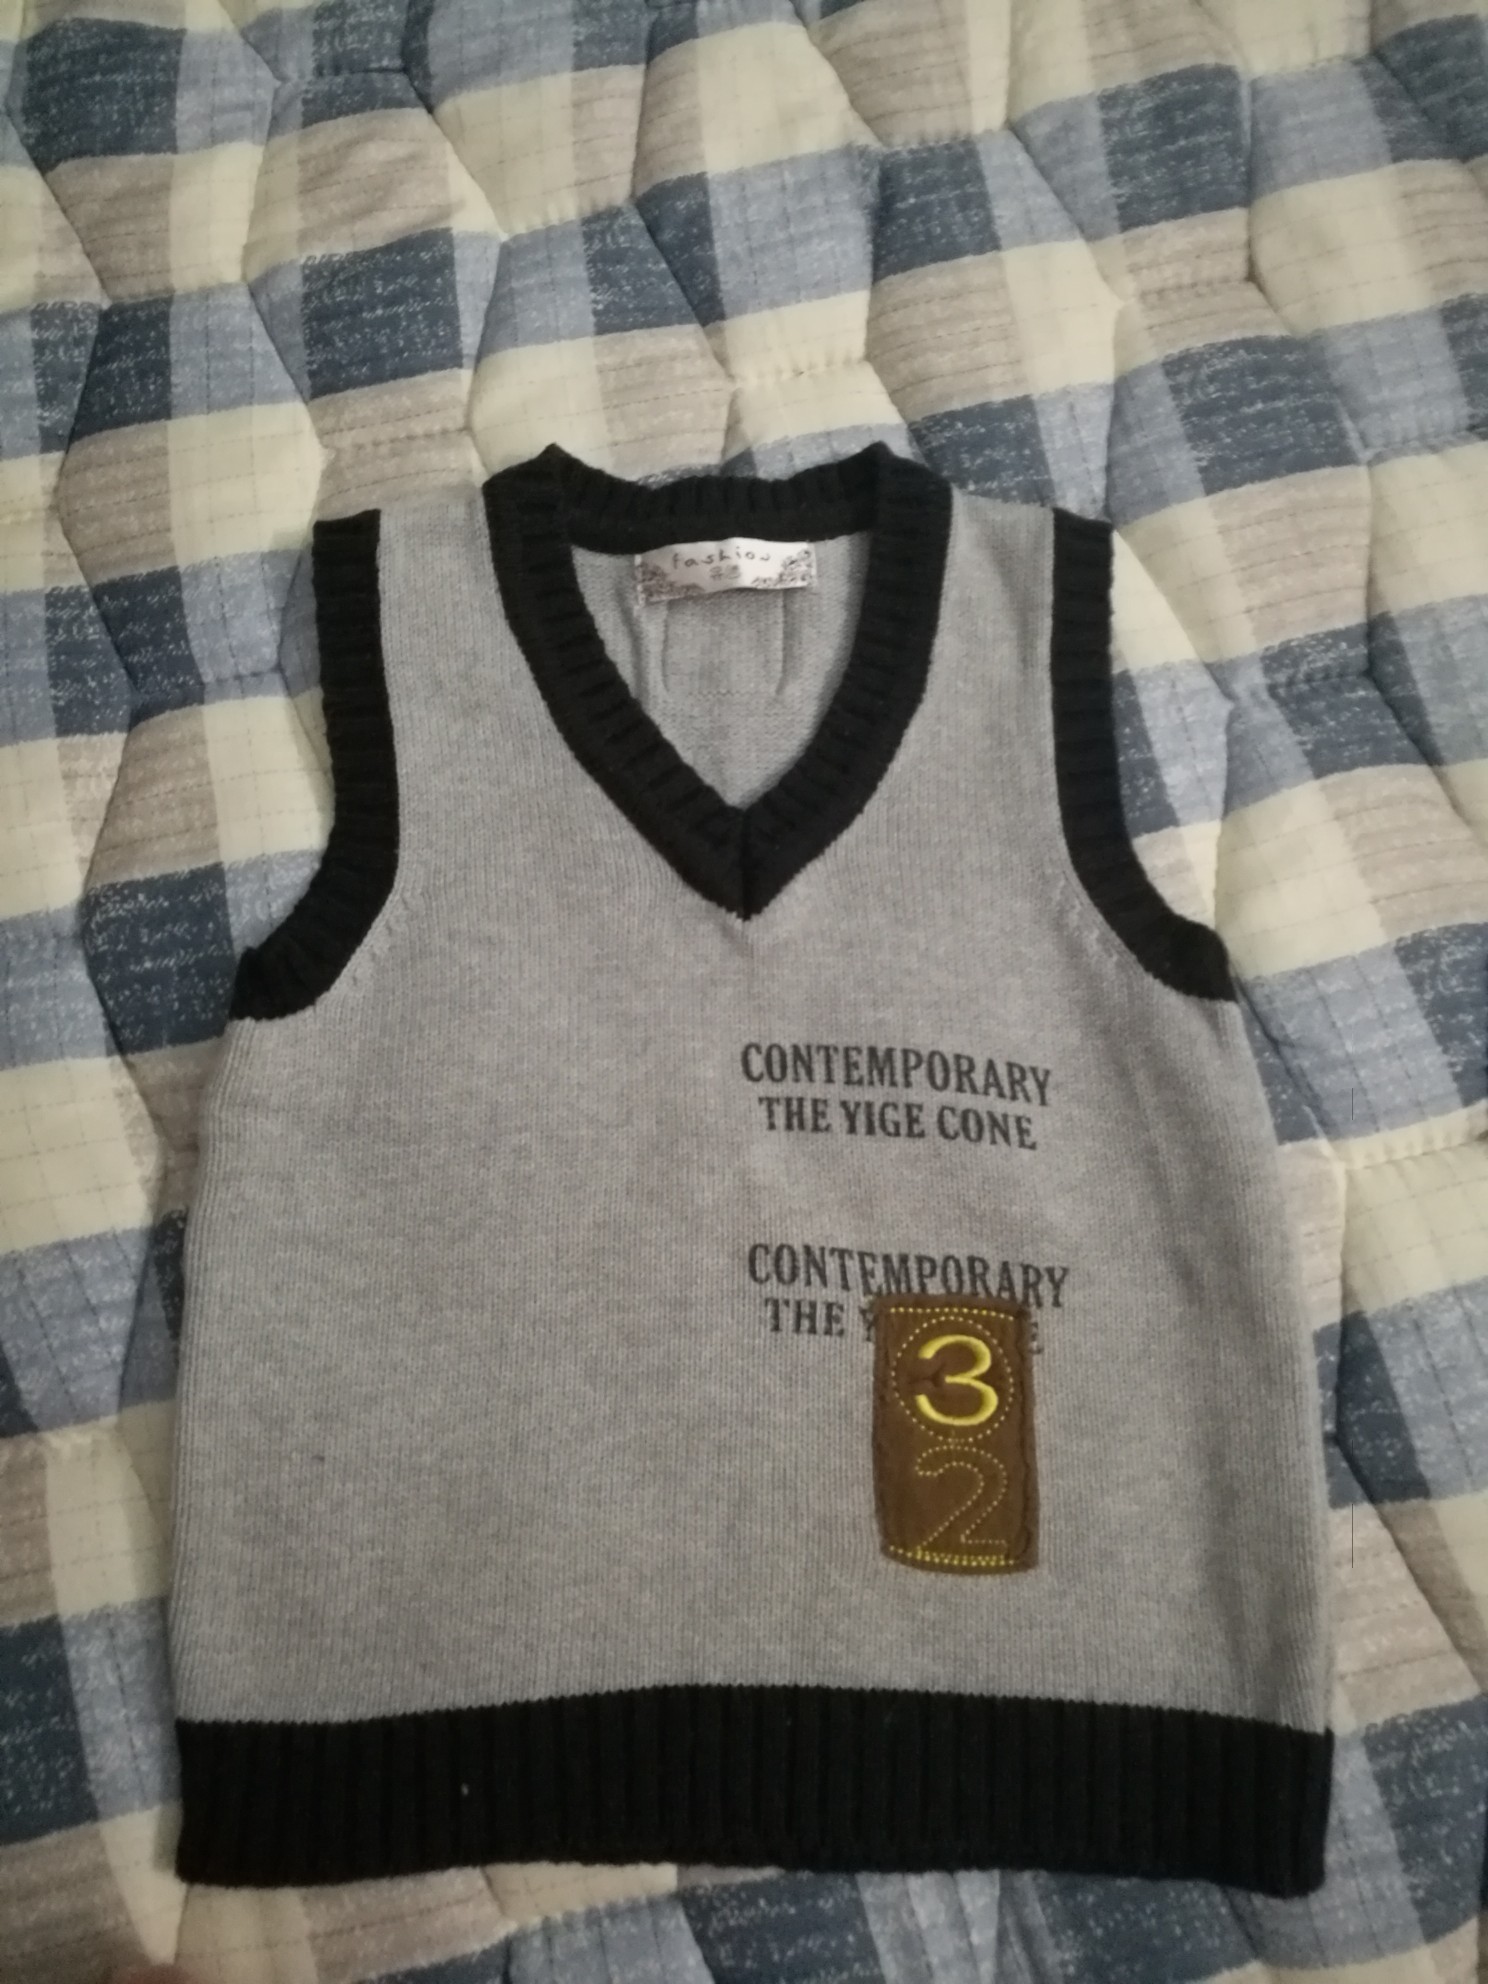 fashion
CONTEMPORARY
THE YIGE CONE
CONTEMPORARY
THE
3
2